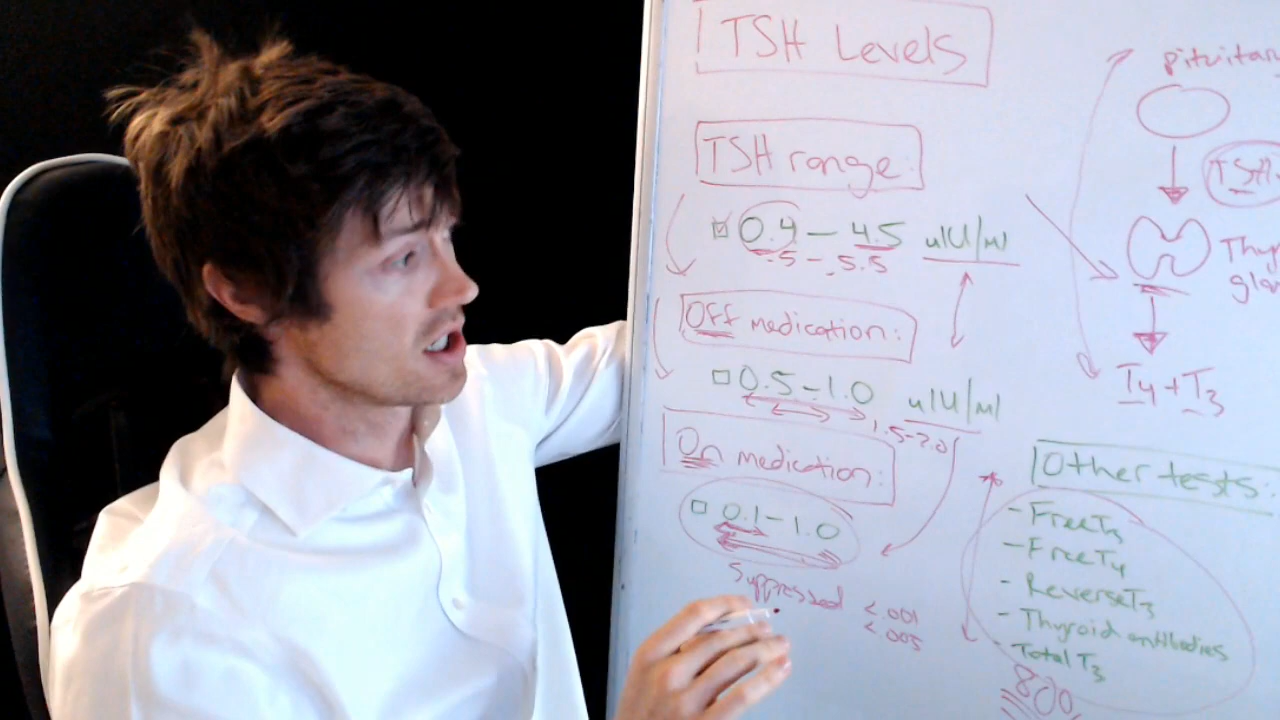 TSH Levels
TSH range:
0.4 - 4.5 uIU/ml
.5 - 5.5
Off medication:
0.5 - 1.0 uIU/ml
1.5-2.0
On medication:
0.1 - 1.0
Suppressed <.001
<.005
pituitary
TSH
Thy
glan
T4 + T3
Other tests:
- Free T3
- Free T4
- Reverse T3
- Thyroid antibodies
- Total T3
800